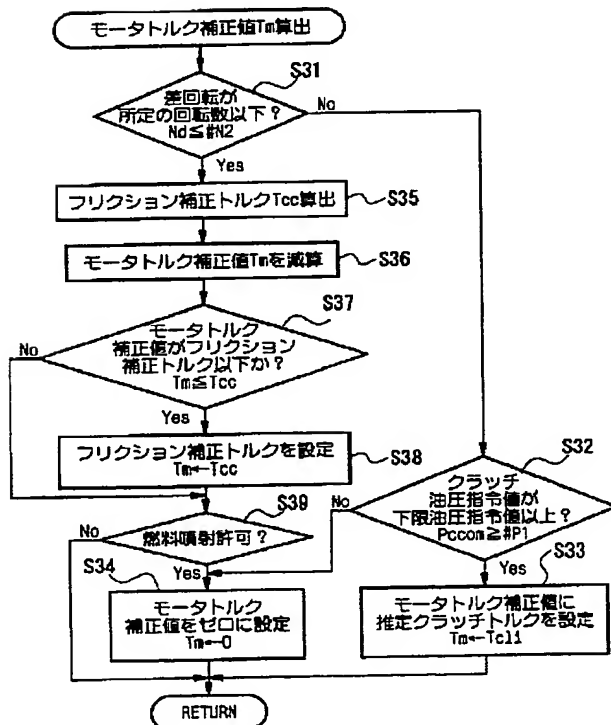 モータトルク補正値Tm算出
S31
差回転が
所定の回転数以下?
Nd≦#N2
No
Yes
フリクション補正トルクTcc算出
S35
モータトルク補正値Tmを減算
S36
S37
モータトルク
補正値がフリクション
補正トルク以下か?
Tm≦Tcc
No
Yes
フリクション補正トルクを設定
Tm←Tcc
S38
S32
クラッチ
油圧指令値が
下限油圧指令値以上?
Pccom≧#P1
No
Yes
S39
燃料噴射許可?
No
Yes
S34
モータトルク
補正値をゼロに設定
Tm←0
S33
モータトルク補正値に
推定クラッチトルクを設定
Tm←Tcli
RETURN